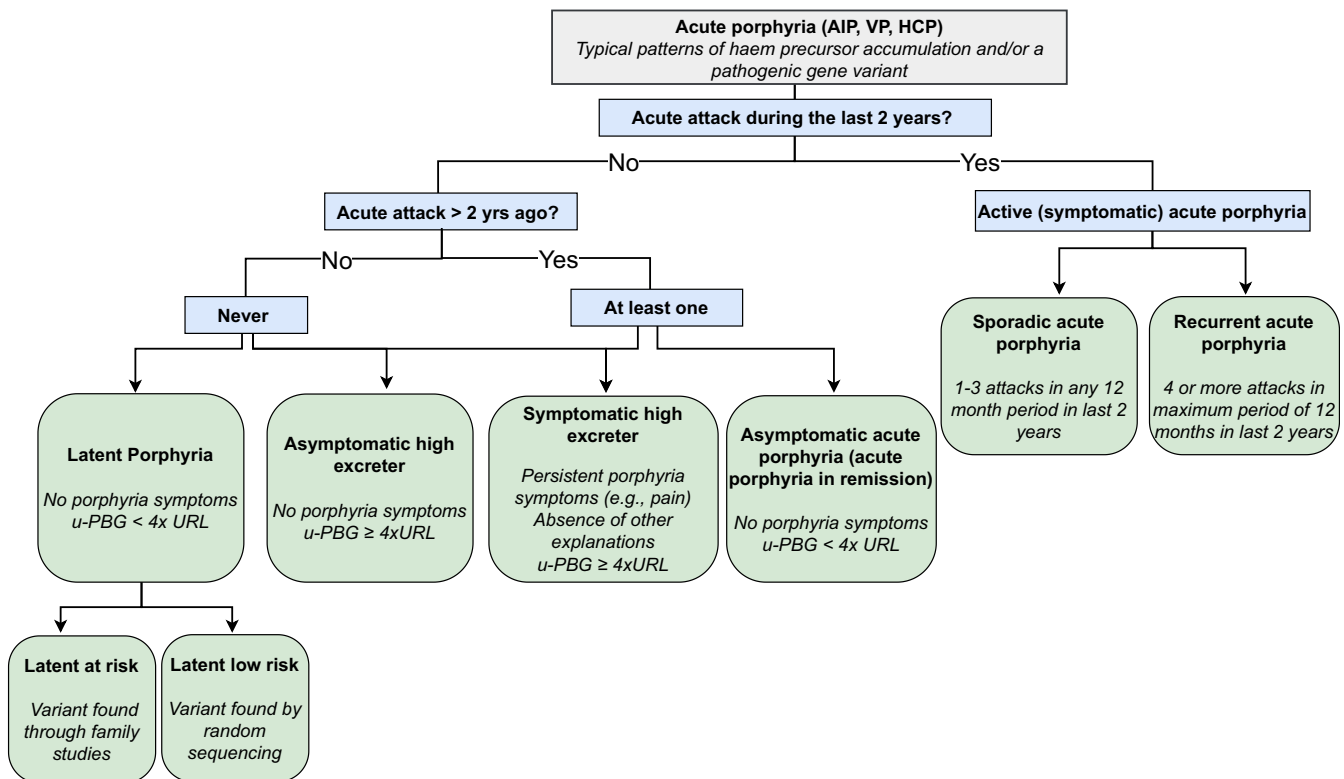 Acute porphyria (AIP, VP, HCP)
Typical patterns of haem precursor accumulation and/or a
pathogenic gene variant
Acute attack during the last 2 years?
No
Yes
Acute attack > 2 yrs ago?
Active (symptomatic) acute porphyria
No
Yes
Never
At least one
Sporadic acute
porphyria
1-3 attacks in any 12
month period in last 2
years
Recurrent acute
porphyria
4 or more attacks in
maximum period of 12
months in last 2 years
Latent Porphyria
No porphyria symptoms
u-PBG < 4x URL
Asymptomatic high
excreter
No porphyria symptoms
u-PBG ≥ 4xURL
Symptomatic high
excreter
Persistent porphyria
symptoms (e.g., pain)
Absence of other
explanations
u-PBG ≥ 4xURL
Asymptomatic acute
porphyria (acute
porphyria in remission)
No porphyria symptoms
u-PBG < 4x URL
Latent at risk
Variant found
through family
studies
Latent low risk
Variant found by
random
sequencing